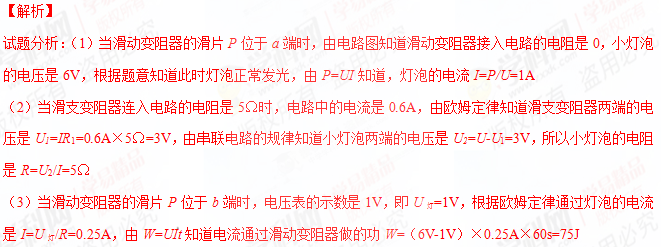 【解析】
试题分析：（1）当滑动变阻器的滑片 P 位于 a 端时，由电路图知道滑动变阻器接入电路的电阻是 0，小灯泡
的电压是 6V，根据题意知道此时灯泡正常发光，由 P=UI 知道，灯泡的电流 I=P/U=1A
（2）当滑支变阻器连入电路的电阻是 5Ω时，电路中的电流是 0.6A，由欧姆定律知道滑支变阻器两端的电
压是 U₁=IR₁=0.6A×5Ω=3V，由串联电路的规律知道小灯泡两端的电压是 U₂=U-U₁=3V，所以小灯泡的电阻
是 R=U₂/I=5Ω
（3）当滑动变阻器的滑片 P 位于 b 端时，电压表的示数是 1V，即 U灯=1V，根据欧姆定律通过灯泡的电流
是 I=U灯/R=0.25A，由 W=UIt 知道电流通过滑动变阻器做的功 W=（6V-1V）×0.25A×60s=75J